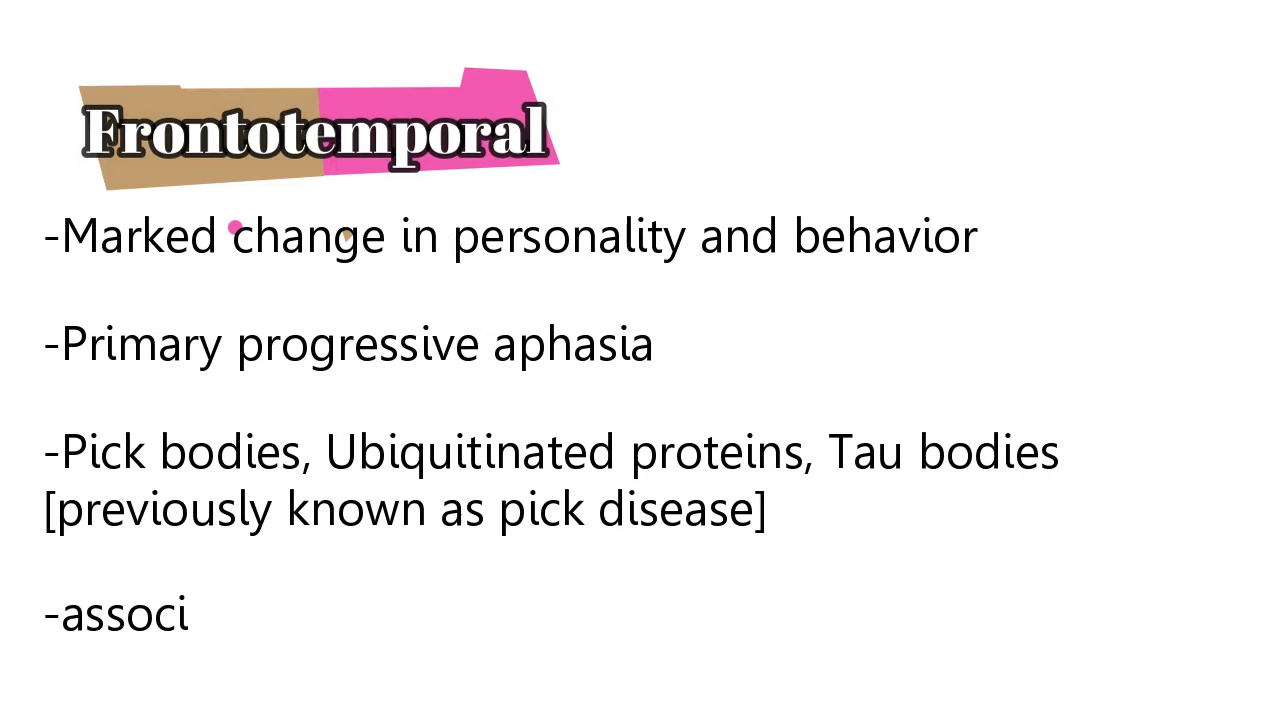 Frontotemporal
-Marked change in personality and behavior
-Primary progressive aphasia
-Pick bodies, Ubiquitinated proteins, Tau bodies
[previously known as pick disease]
-associ